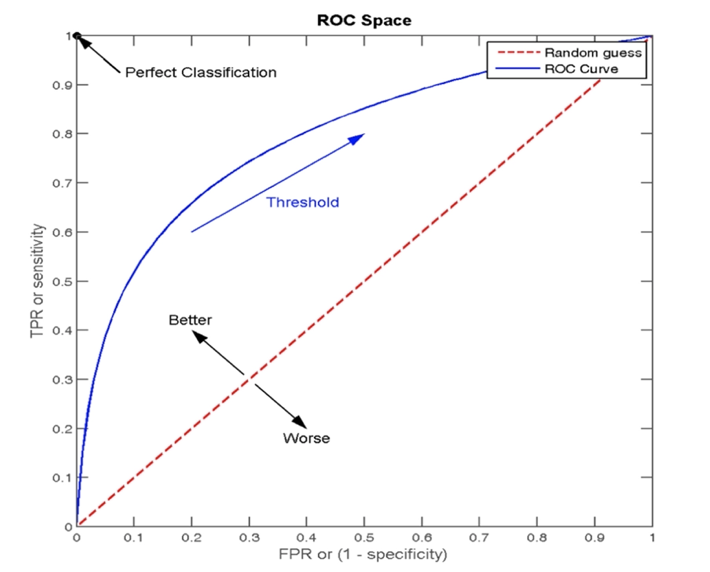 ROC Space
Perfect Classification
Random guess
ROC Curve
Threshold
Better
Worse
TPR or sensitivity
1
0.9
0.8
0.7
0.6
0.5
0.4
0.3
0.2
0.1
0
0 0.1 0.2 0.3 0.4 0.5 0.6 0.7 0.8 0.9 1
FPR or (1 - specificity)